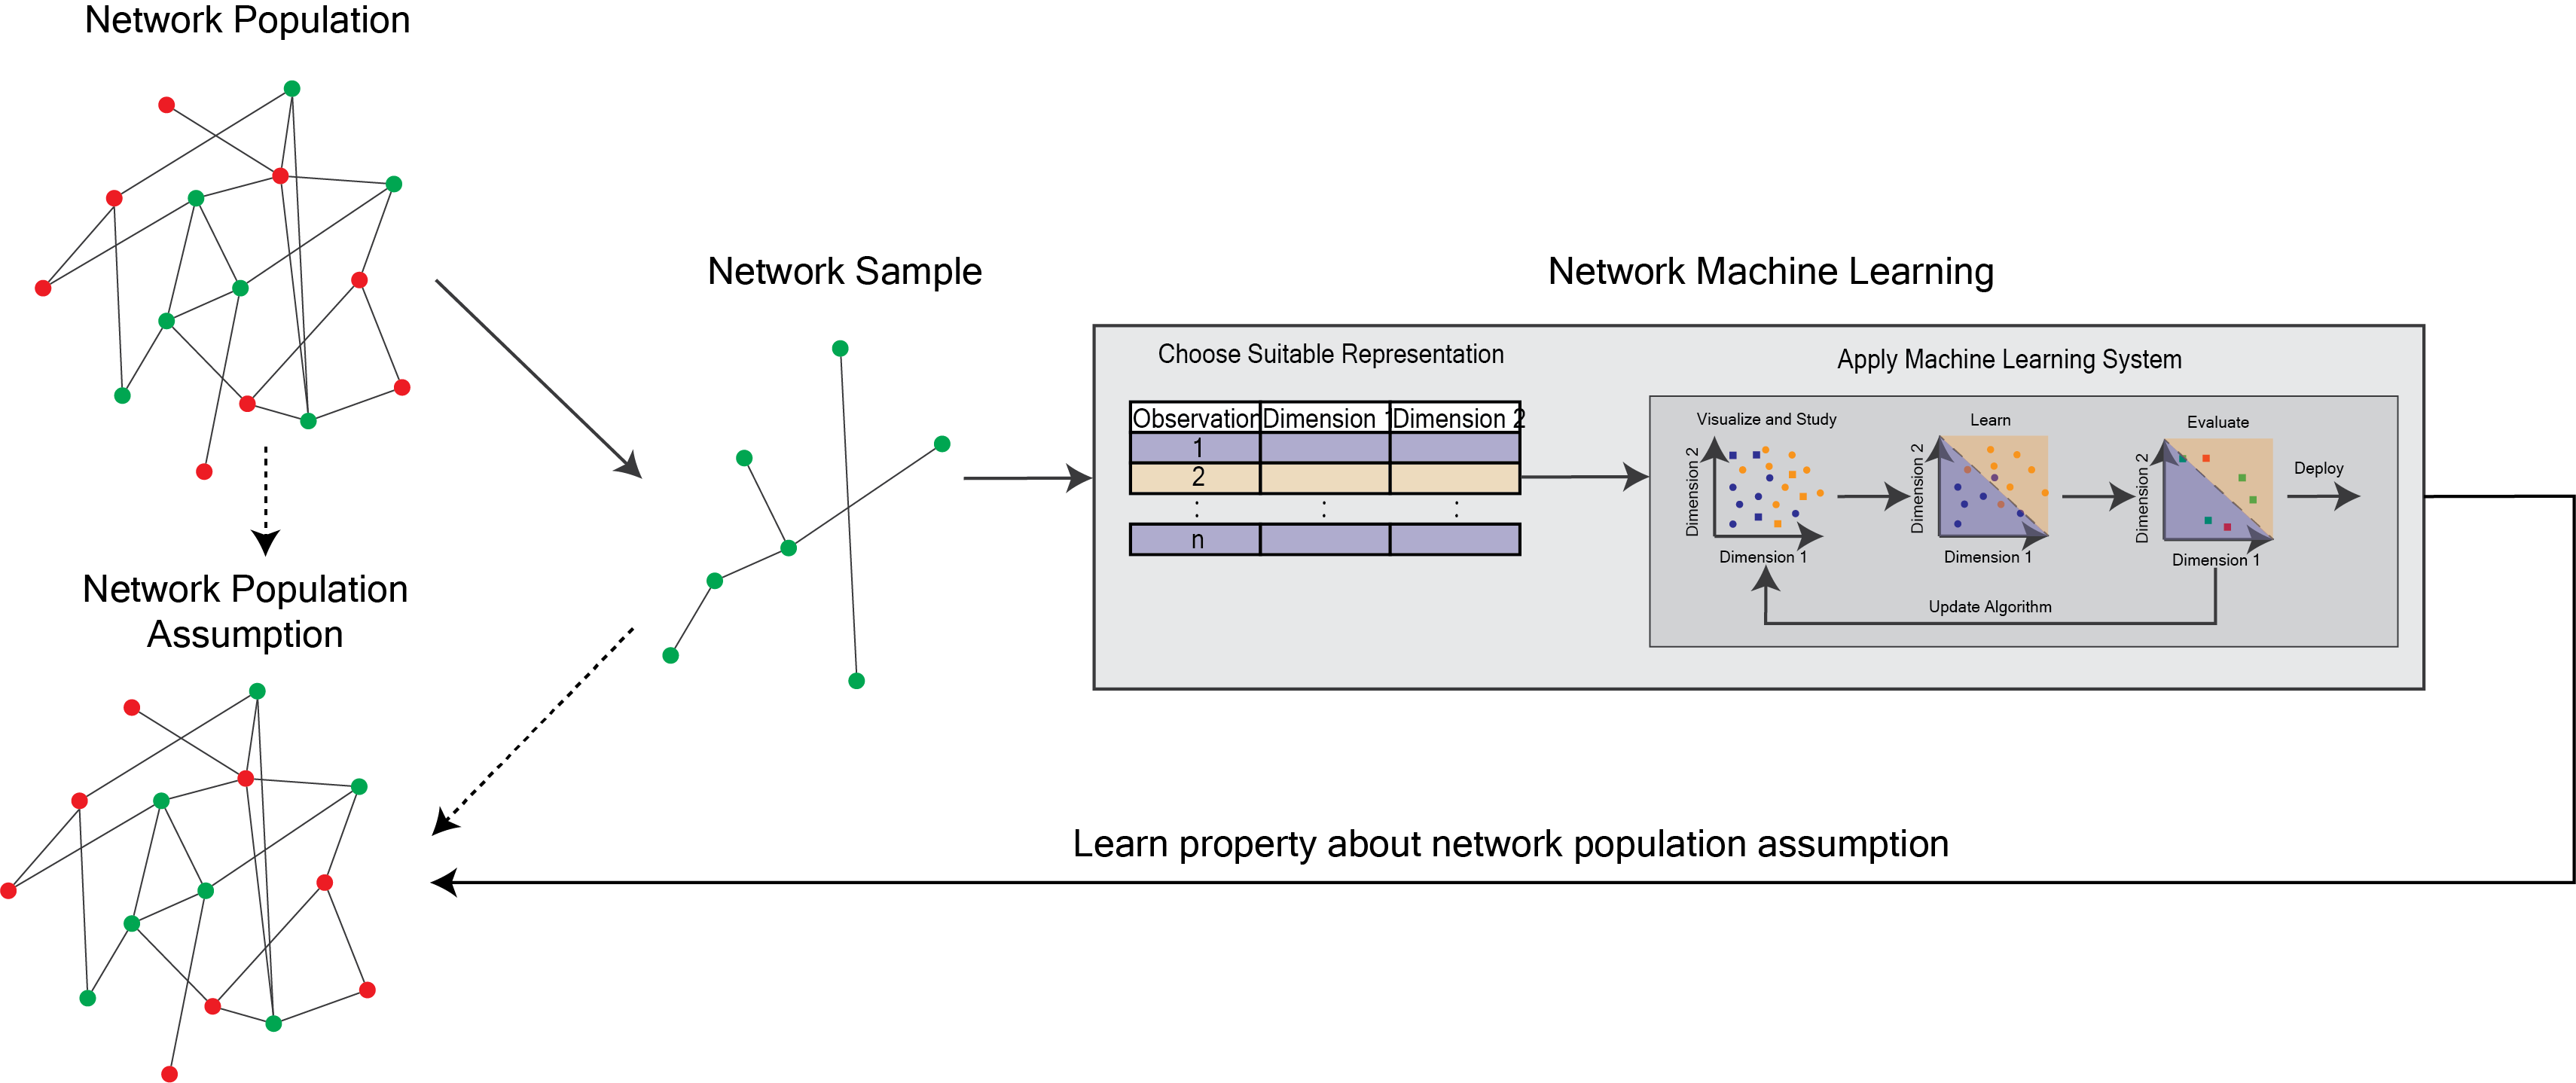 Network Population
Network Population
Assumption
Network Sample
Network Machine Learning
Choose Suitable Representation
Observation Dimension 1 Dimension 2
1
2
: : :
n
Apply Machine Learning System
Visualize and Study
Dimension 2
Dimension 1
Learn
Dimension 2
Dimension 1
Evaluate
Dimension 2
Dimension 1
Deploy
Update Algorithm
Learn property about network population assumption